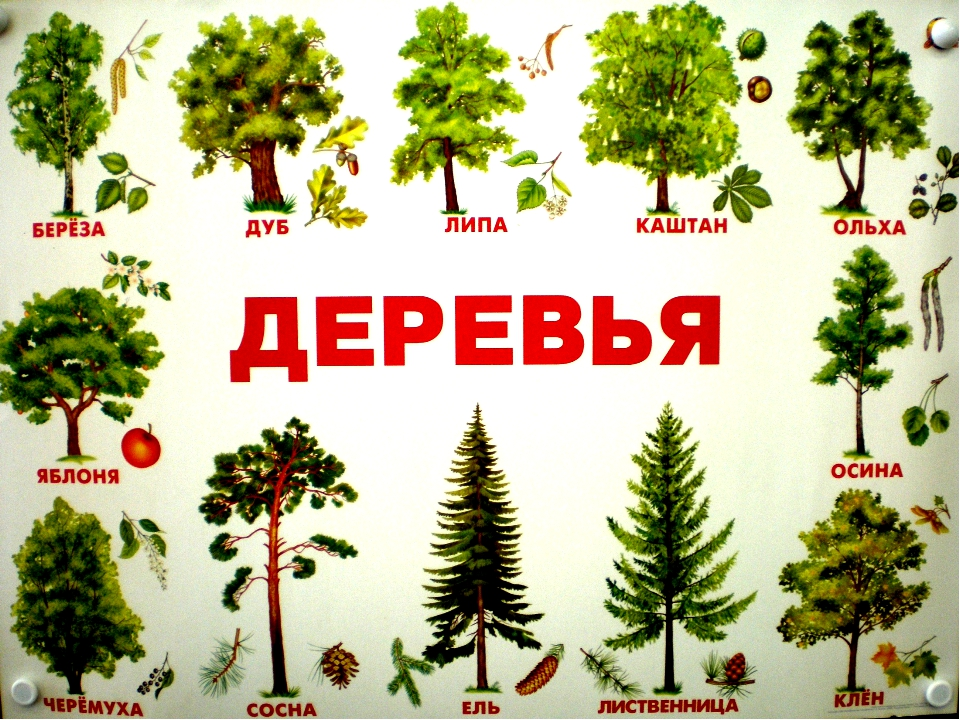 БЕРЁЗА
ДУБ
ЛИПА
КАШТАН
ОЛЬХА
ДЕРЕВЬЯ
ЯБЛОНЯ
ОСИНА
ЧЕРЁМУХА
СОСНА
ЕЛЬ
ЛИСТВЕННИЦА
КЛЁН